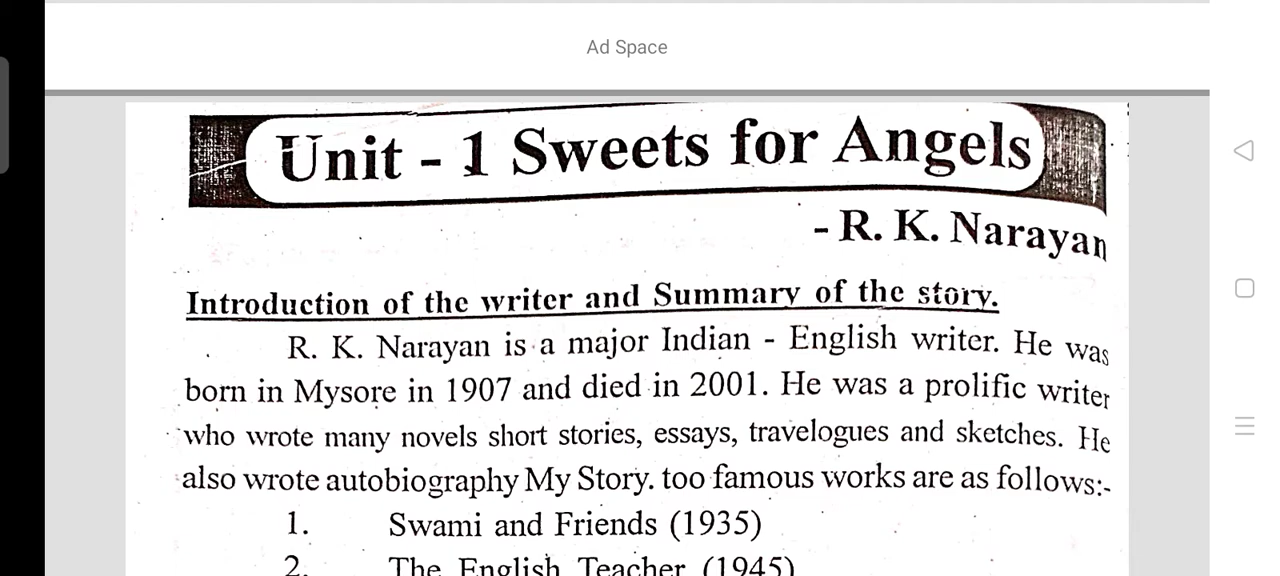 Ad Space
Unit - 1 Sweets for Angels
- R. K. Narayan
Introduction of the writer and Summary of the story.
R. K. Narayan is a major Indian - English writer. He was
born in Mysore in 1907 and died in 2001. He was a prolific writer
who wrote many novels short stories, essays, travelogues and sketches. He
also wrote autobiography My Story. too famous works are as follows:-
1. Swami and Friends (1935)
2. The English Teacher (1945)